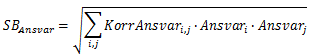 SB_Ansvar = √(∑_{i,j} KorrAnsvar_{i,j} · Ansvar_i · Ansvar_j)